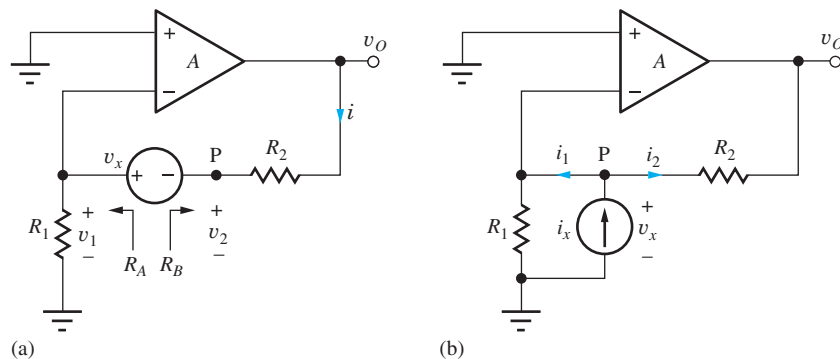 +
A
−
v_O
i
v_x
+
−
P
R_2
R_1
+
v_1
−
R_A
R_B
+
v_2
−
(a)
+
A
−
v_O
i_1
P
i_2
R_2
R_1
i_x
+
v_x
−
(b)